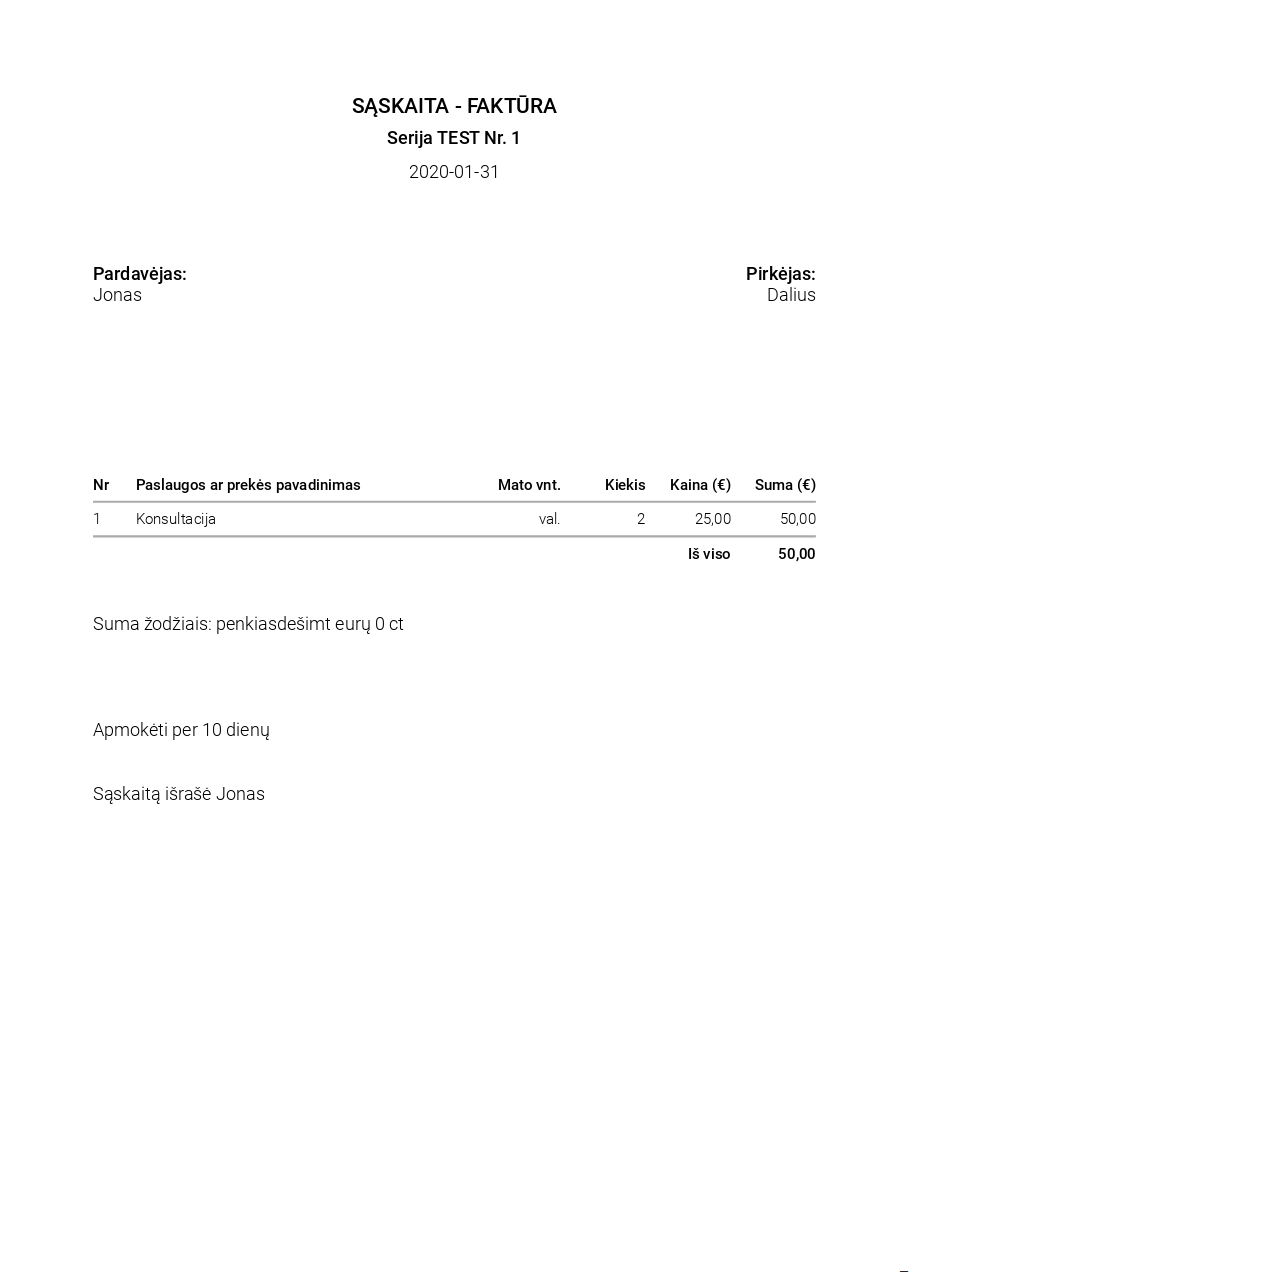 SĄSKAITA - FAKTŪRA
Serija TEST Nr. 1
2020-01-31
Pardavėjas: Pirkėjas:
Jonas Dalius
Nr Paslaugos ar prekės pavadinimas Mato vnt. Kiekis Kaina (€) Suma (€)
1 Konsultacija val. 2 25,00 50,00
Iš viso 50,00
Suma žodžiais: penkiasdešimt eurų 0 ct
Apmokėti per 10 dienų
Sąskaitą išrašė Jonas